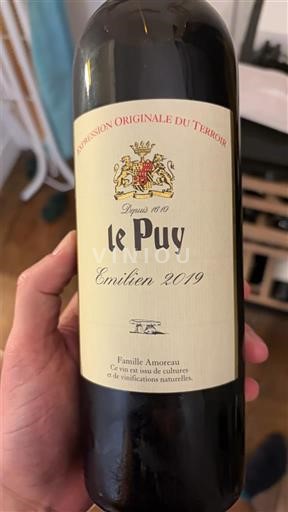 EXPRESSION ORIGINALE DU TERROIR
Depuis 1610
le Puy
VINIOU
Emilien 2019
Famille Amoreau
Ce vin est issu de cultures
et de vinifications naturelles.